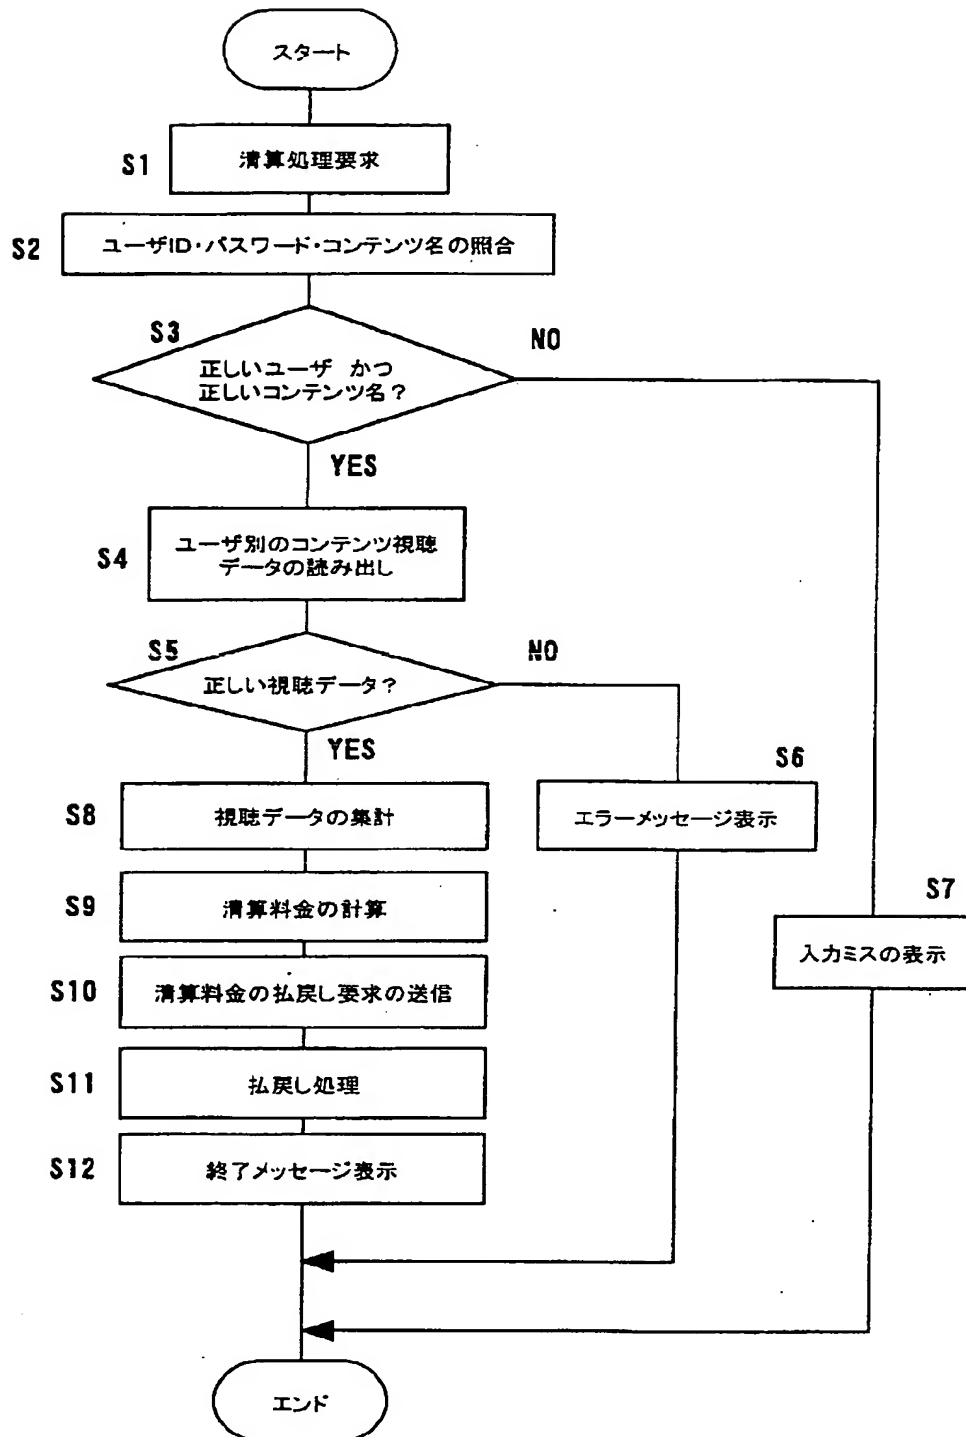 スタート
S1
清算処理要求
S2
ユーザID・パスワード・コンテンツ名の照合
S3
NO
正しいユーザ かつ
正しいコンテンツ名？
YES
S4
ユーザ別のコンテンツ視聴
データの読み出し
S5
NO
正しい視聴データ？
YES
S6
S8
視聴データの集計
エラーメッセージ表示
S7
S9
清算料金の計算
入力ミスの表示
S10
清算料金の払戻し要求の送信
S11
払戻し処理
S12
終了メッセージ表示
エンド